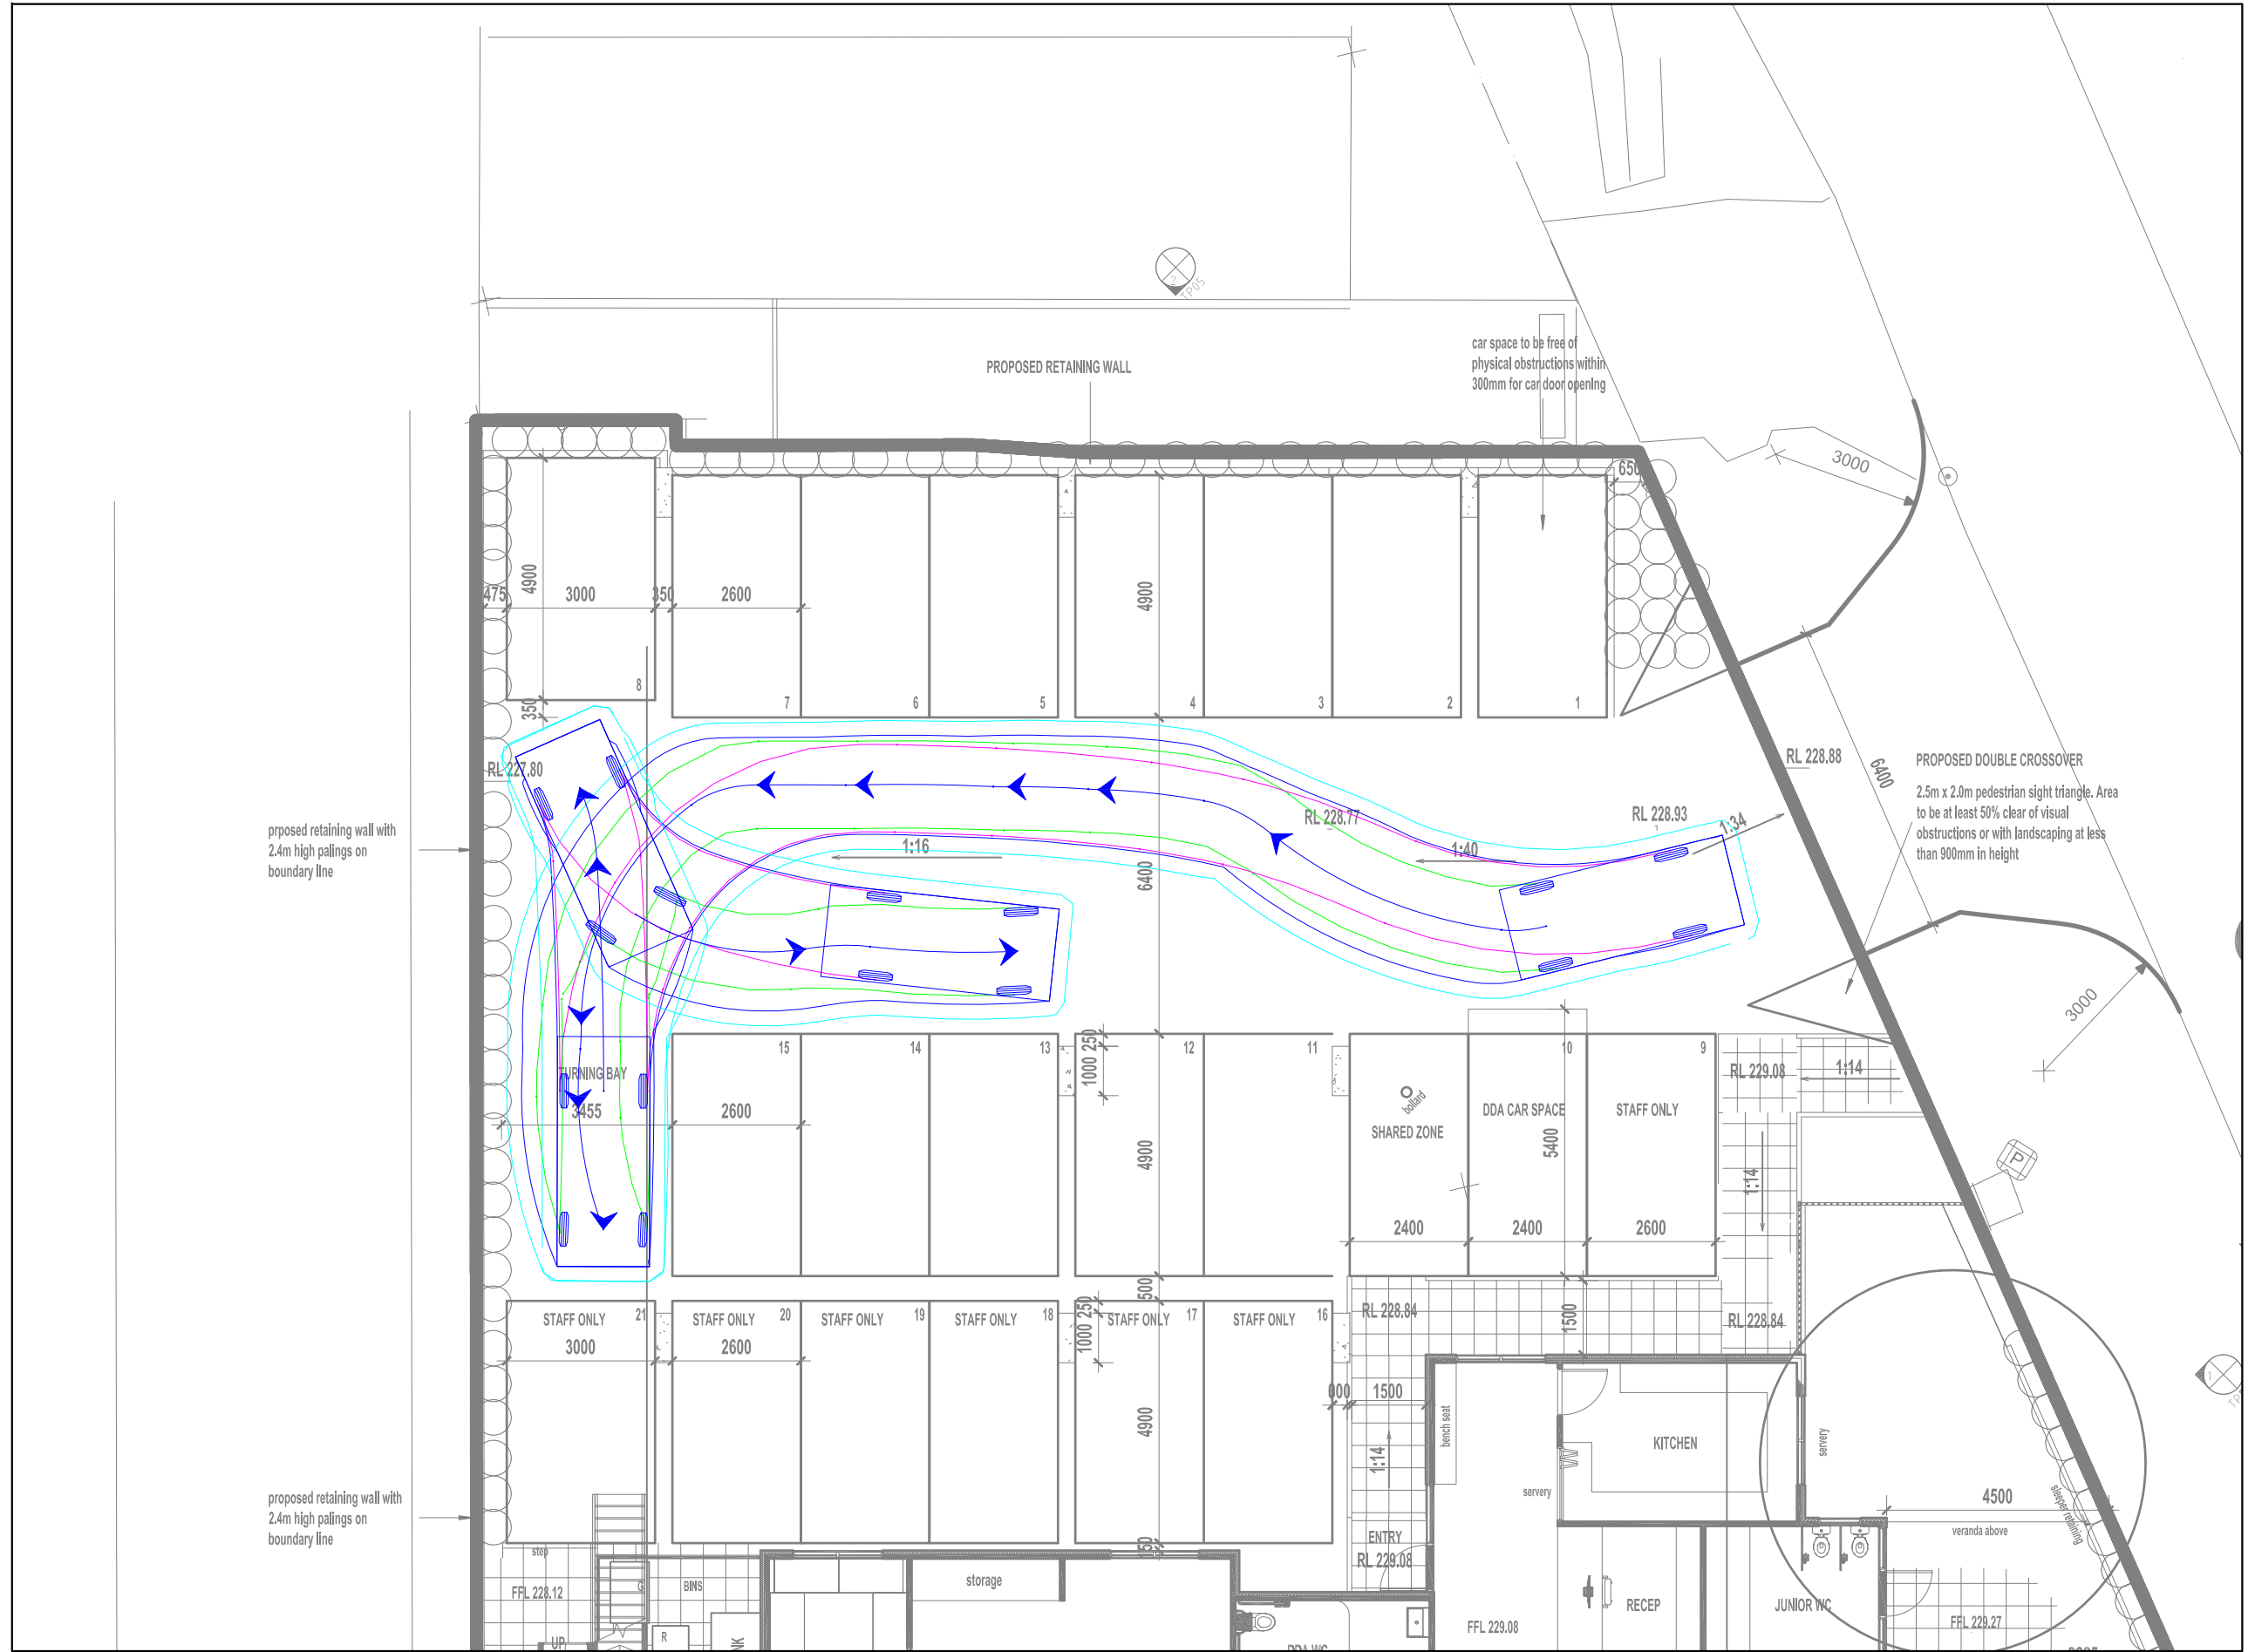 2
TP05
car space to be free of
physical obstructions within
300mm for car door opening
PROPOSED RETAINING WALL
3000
650
4900
475
3000
350
2600
4900
8
7
6
5
4
3
2
1
350
RL 227.80
RL 228.88
6400
PROPOSED DOUBLE CROSSOVER
2.5m x 2.0m pedestrian sight triangle. Area
to be at least 50% clear of visual
obstructions or with landscaping at less
than 900mm in height
RL 228.77
RL 228.93
1:34
prposed retaining wall with
2.4m high palings on
boundary line
1:16
1:40
6400
3000
15
14
13
12
11
10
9
1000 250
TURNING BAY
3455
2600
bollard
SHARED ZONE
DDA CAR SPACE
STAFF ONLY
RL 229.08
1:14
4900
5400
1:14
P
2400
2400
2600
500
STAFF ONLY
21
STAFF ONLY
20
STAFF ONLY
19
STAFF ONLY
18
STAFF ONLY
17
STAFF ONLY
16
3000
2600
1000 250
RL 228.84
1500
RL 228.84
1
000
1500
bench seat
4900
1:14
KITCHEN
servery
servery
proposed retaining wall with
2.4m high palings on
boundary line
4500
veranda above
sleeper retaining
step
150
ENTRY
RL 229.08
FFL 228.12
G
BINS
storage
RECEP
JUNIOR WC
FFL 229.27
FFL 229.08
UP
R